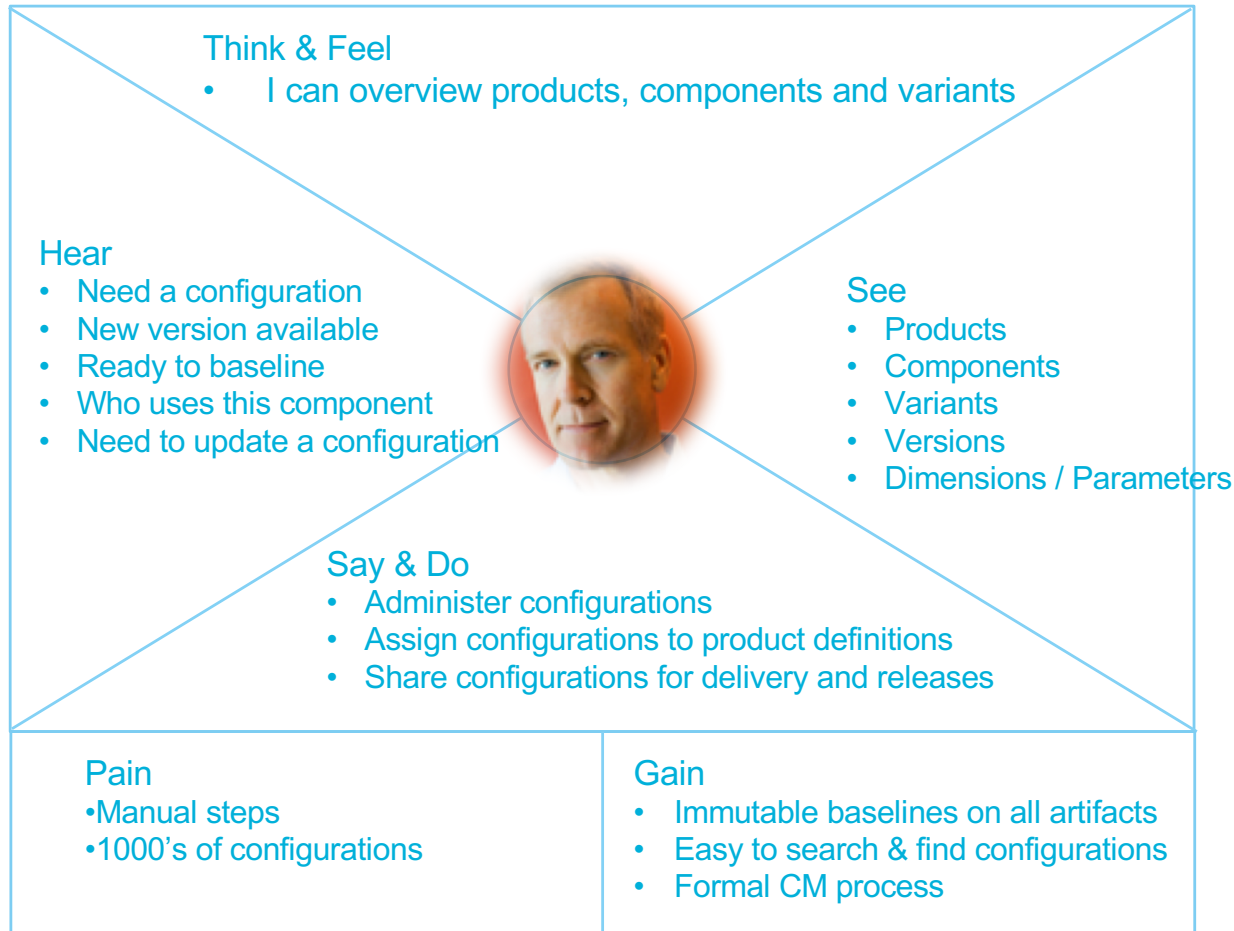 Think & Feel
• I can overview products, components and variants
Hear
• Need a configuration
• New version available
• Ready to baseline
• Who uses this component
• Need to update a configuration
See
• Products
• Components
• Variants
• Versions
• Dimensions / Parameters
Say & Do
• Administer configurations
• Assign configurations to product definitions
• Share configurations for delivery and releases
Pain
•Manual steps
•1000’s of configurations
Gain
• Immutable baselines on all artifacts
• Easy to search & find configurations
• Formal CM process